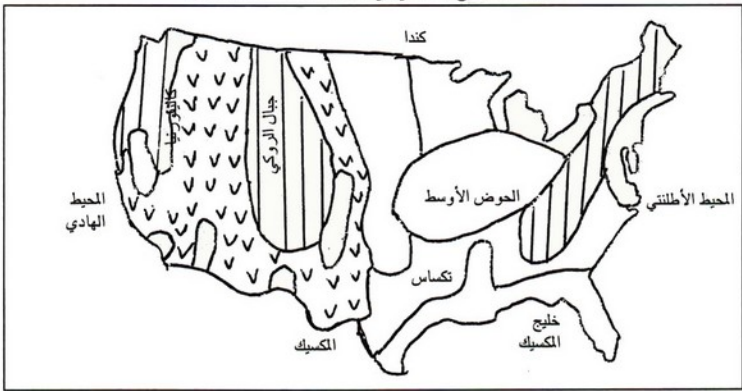 كندا
كاليفورنيا
جبال الروكي
الحوض الأوسط
المحيط الأطلنتي
المحيط
الهادي
تكساس
خليج
المكسيك
المكسيك